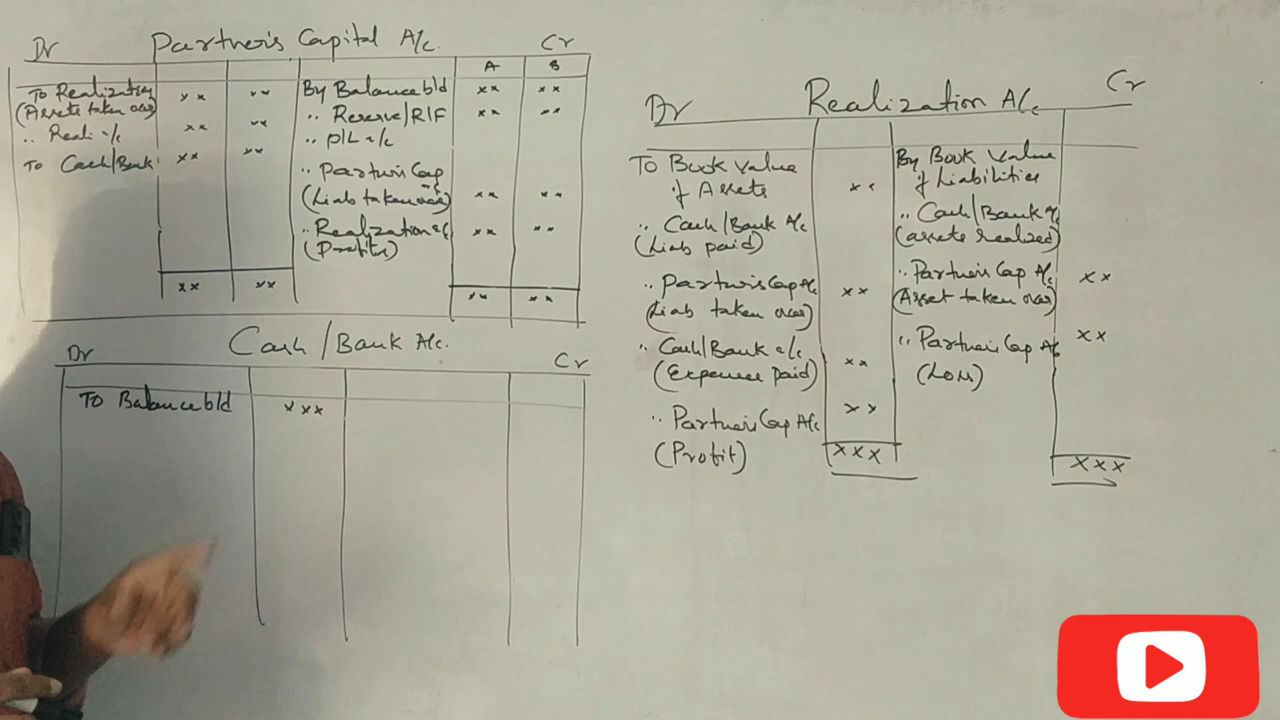 Dr Partner's Capital A/c. Cr
A B
To Realization xx xx By Balance b/d xx xx
(Assets taken over) ,, Reserve/RIF xx xx
,, Reali a/c xx xx ,, P/L a/c
To Cash/Bank xx xx ,, Partner's Cap
(Liab taken over) xx xx
,, Realization a/c xx xx
(Profits)
xx xx
xx xx
Cash/Bank A/c.
Dr Cr
To Balance b/d xxx
Realization A/c Cr
Dr
To Book value By Book Value
of Assets xx of Liabilities
,, Cash/Bank A/c ,, Cash/Bank A/c
(Liab paid) (assets realized)
,, Partner's Cap A/c xx ,, Partner's Cap A/c xx
(Liab taken over) (Asset taken over)
,, Cash/Bank a/c xx ,, Partner's Cap A/c xx
(Expense paid) (Loss)
,, Partner's Cap A/c xx
(Profit) xxx xxx